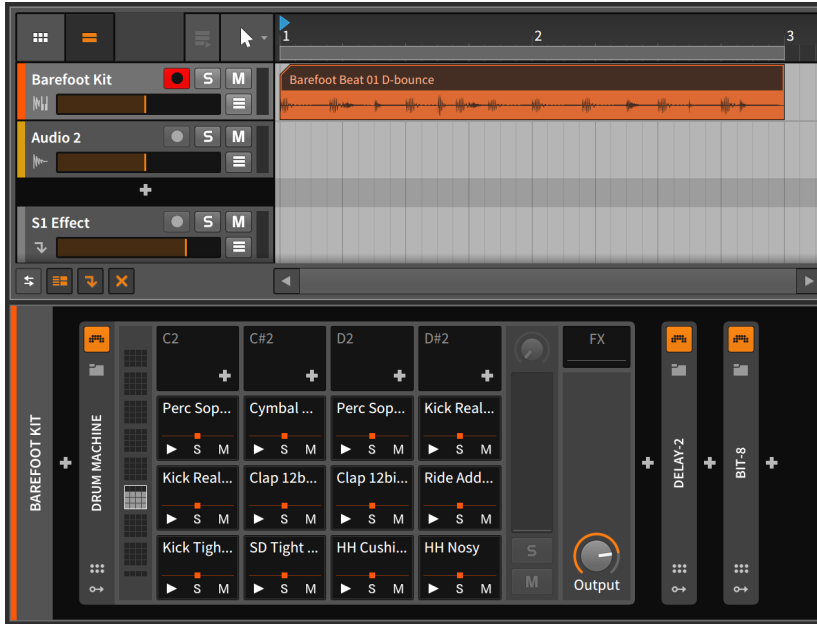 1 2 3
Barefoot Kit S M
Barefoot Beat 01 D-bounce
Audio 2 S M
S1 Effect S M
BAREFOOT KIT
DRUM MACHINE
C2 C#2 D2 D#2 FX
Perc Sop... Cymbal ... Perc Sop... Kick Real...
S M S M S M S M
Kick Real... Clap 12b... Clap 12bi... Ride Add...
S M S M S M S M
Kick Tigh... SD Tight ... HH Cushi... HH Nosy S
S M S M S M S M M Output
DELAY-2
BIT-8